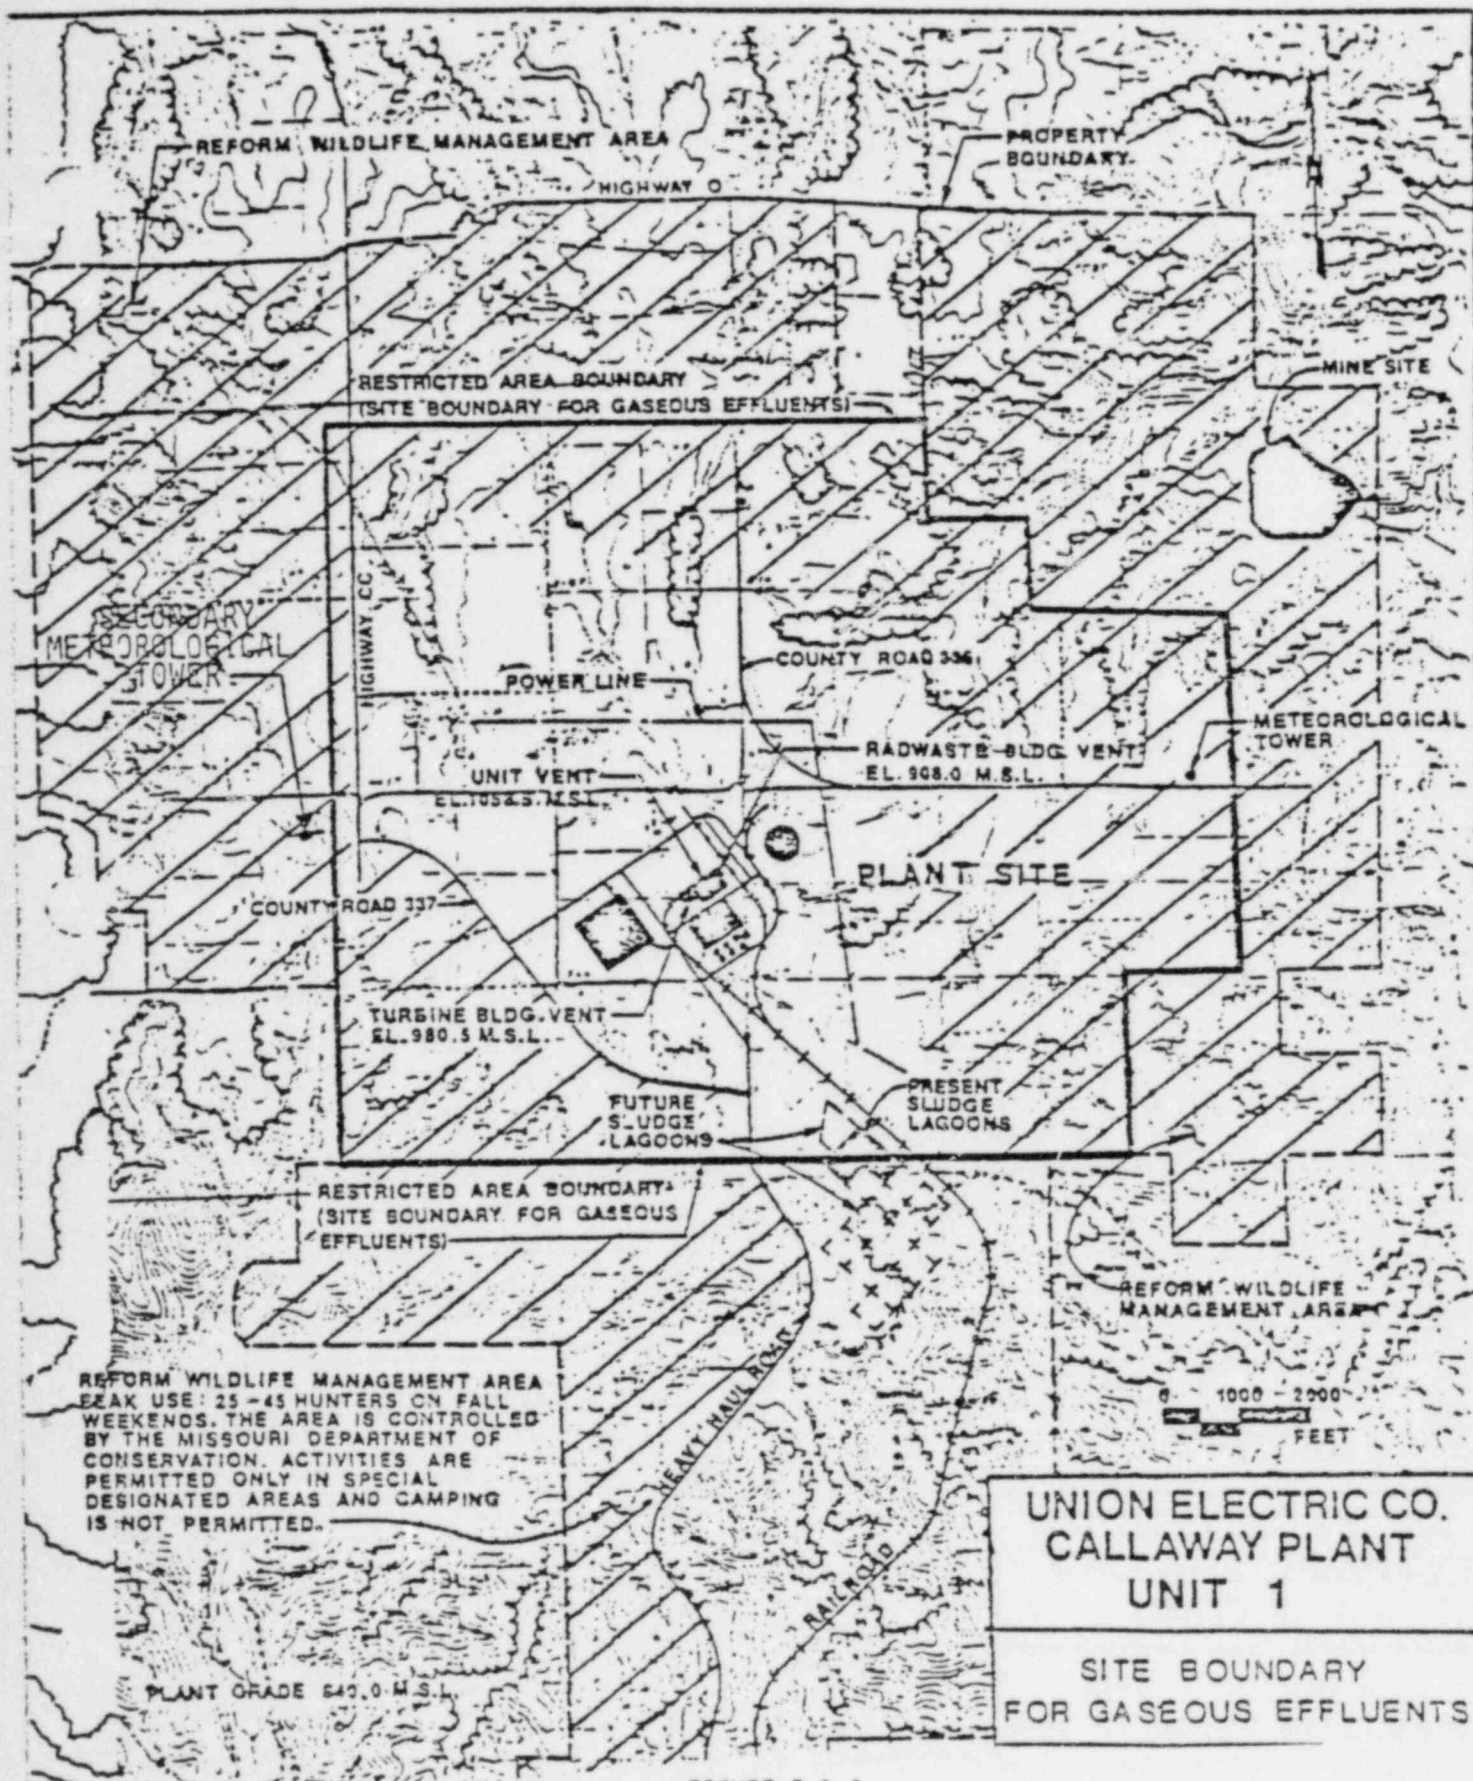 REFORM WILDLIFE MANAGEMENT AREA
PROPERTY
BOUNDARY
HIGHWAY O
MINE SITE
RESTRICTED AREA BOUNDARY
(SITE BOUNDARY FOR GASEOUS EFFLUENTS)
SECONDARY
METEOROLOGICAL
TOWER
HIGHWAY CC
COUNTY ROAD 335
POWER LINE
METEOROLOGICAL
TOWER
RADWASTE BLDG. VENT
EL. 908.0 M.S.L.
UNIT VENT
EL. M.S.L.
PLANT SITE
COUNTY ROAD 337
TURBINE BLDG. VENT
EL. 980.5 M.S.L.
FUTURE
SLUDGE
LAGOONS
PRESENT
SLUDGE
LAGOONS
RESTRICTED AREA BOUNDARY
(SITE BOUNDARY FOR GASEOUS
EFFLUENTS)
REFORM WILDLIFE
MANAGEMENT AREA
HEAVY HAUL ROAD
REFORM WILDLIFE MANAGEMENT AREA
PEAK USE: 25-45 HUNTERS ON FALL
WEEKENDS. THE AREA IS CONTROLLED
BY THE MISSOURI DEPARTMENT OF
CONSERVATION. ACTIVITIES ARE
PERMITTED ONLY IN SPECIAL
DESIGNATED AREAS AND CAMPING
IS NOT PERMITTED.
0 1000 2000
FEET
RAILROAD
PLANT GRADE M.S.L.
UNION ELECTRIC CO.
CALLAWAY PLANT
UNIT 1
SITE BOUNDARY
FOR GASEOUS EFFLUENTS